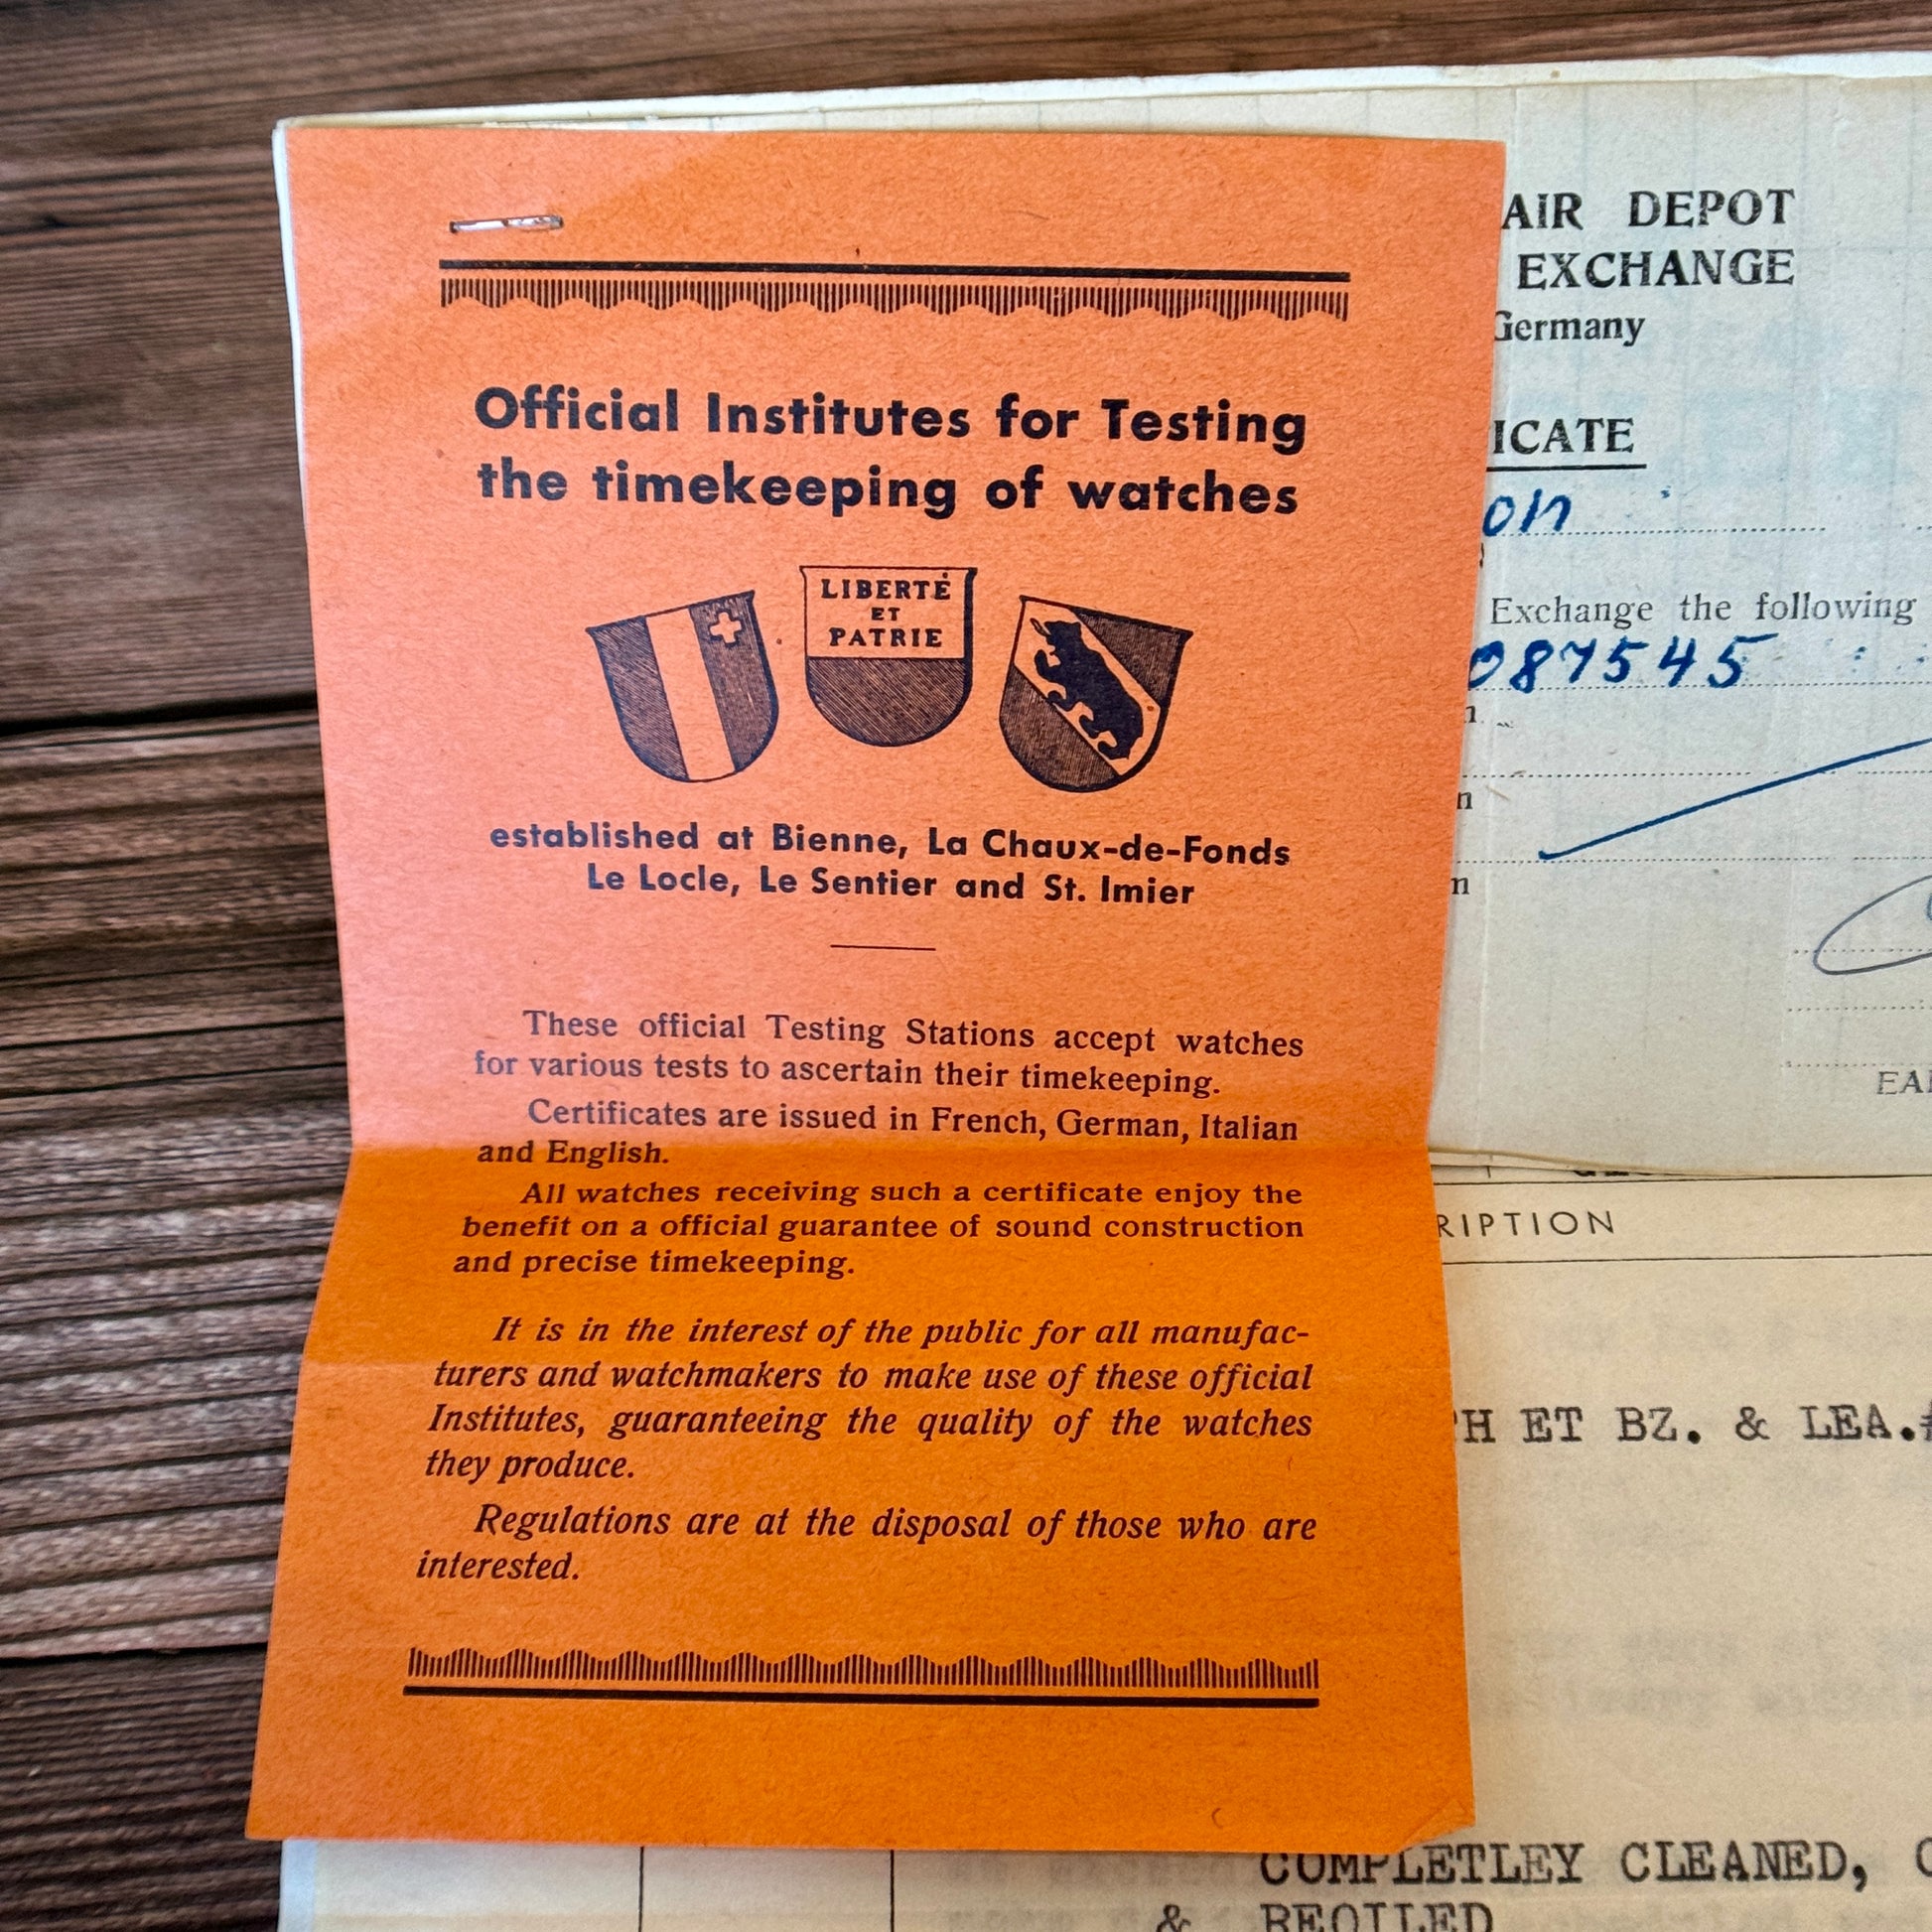 Official Institutes for Testing
the timekeeping of watches
LIBERTÉ
ET
PATRIE
established at Bienne, La Chaux-de-Fonds
Le Locle, Le Sentier and St. Imier
These official Testing Stations accept watches
for various tests to ascertain their timekeeping.
Certificates are issued in French, German, Italian
and English.
All watches receiving such a certificate enjoy the
benefit on a official guarantee of sound construction
and precise timekeeping.
It is in the interest of the public for all manufac-
turers and watchmakers to make use of these official
Institutes, guaranteeing the quality of the watches
they produce.
Regulations are at the disposal of those who are
interested.
AIR DEPOT
EXCHANGE
Germany
ICATE
on
Exchange the following
087545
n
n
n
EA
RIPTION
H ET BZ. & LEA.
COMPLETLEY CLEANED,
& REOILED